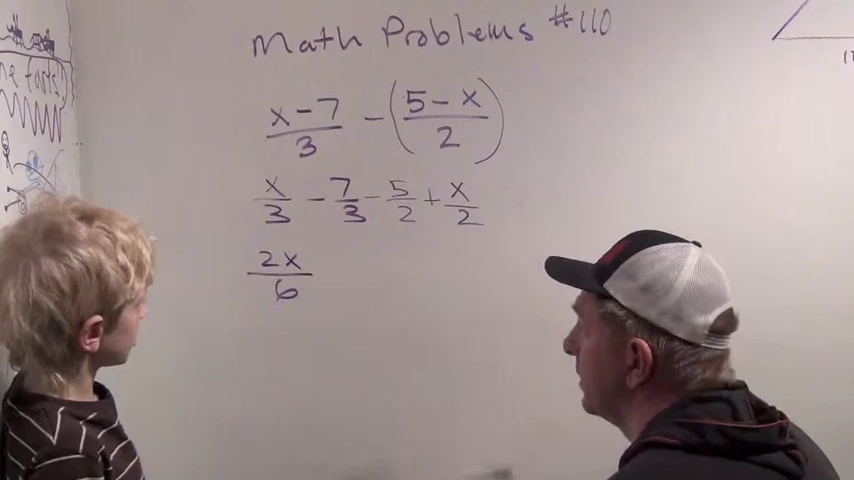 Math Problems #110
x-7/3 - (5-x/2)
x/3 - 7/3 - 5/2 + x/2
2x/6